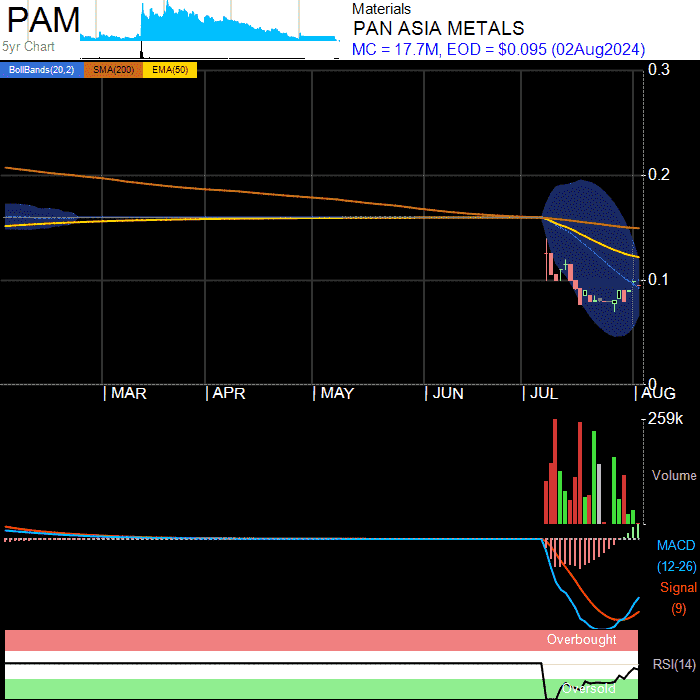 PAM
5yr Chart
Materials
PAN ASIA METALS
MC = 17.7M, EOD = $0.095 (02Aug2024)
BollBands(20,2) SMA(200) EMA(50)
0.3
0.2
0.1
0
MAR APR MAY JUN JUL AUG
259k
Volume
MACD
(12-26)
Signal
(9)
Overbought
RSI(14)
Oversold